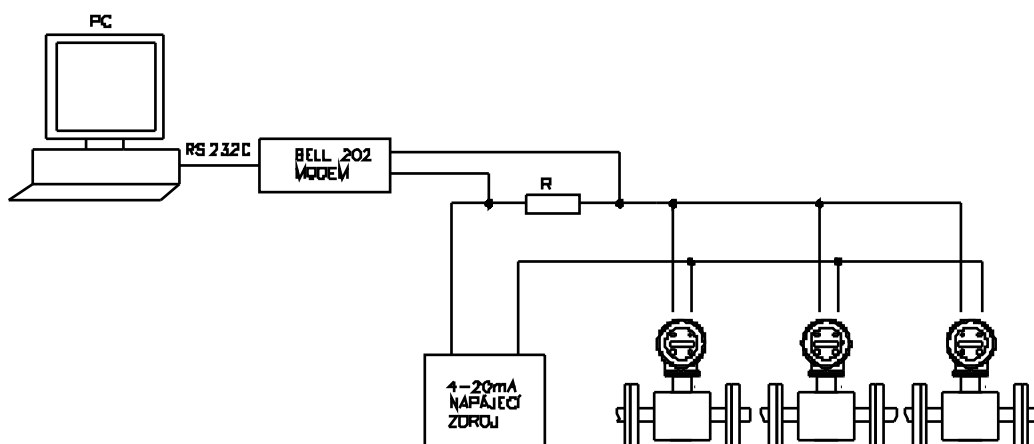 PC
RS 232C
BELL 202
MODEM
R
4-20mA
NAPÁJECÍ
ZDROJ